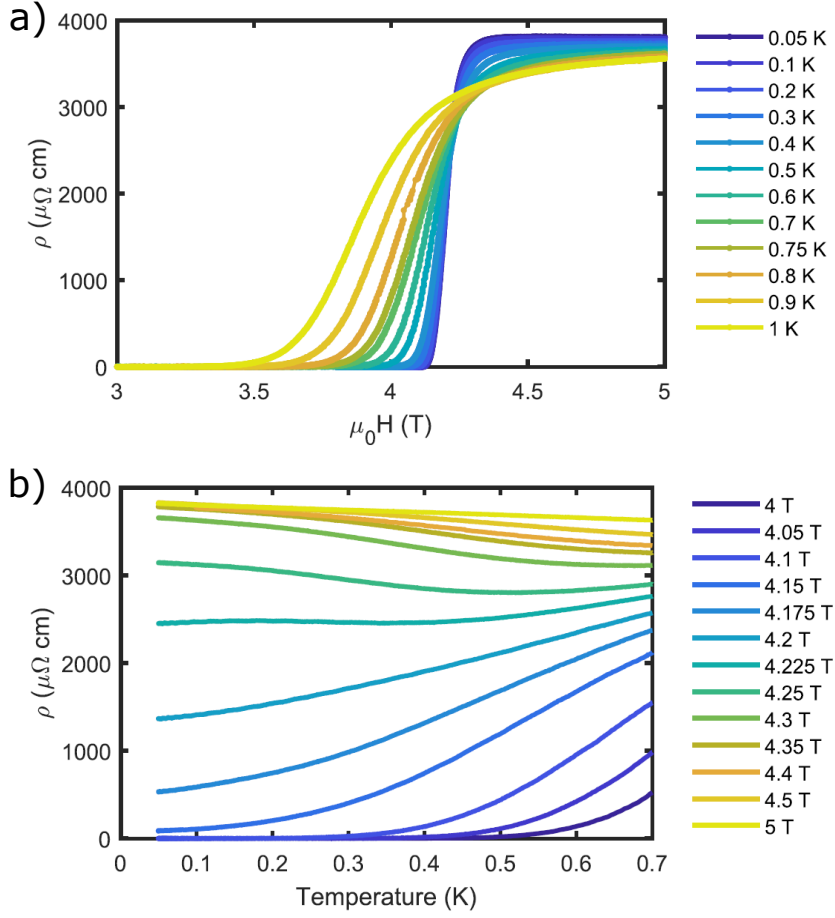 a)
4000
3000
2000
1000
0
ρ (μΩ cm)
3
3.5
4
4.5
5
μ0H (T)
0.05 K
0.1 K
0.2 K
0.3 K
0.4 K
0.5 K
0.6 K
0.7 K
0.75 K
0.8 K
0.9 K
1 K
b)
4000
3000
2000
1000
0
ρ (μΩ cm)
0
0.1
0.2
0.3
0.4
0.5
0.6
0.7
Temperature (K)
4 T
4.05 T
4.1 T
4.15 T
4.175 T
4.2 T
4.225 T
4.25 T
4.3 T
4.35 T
4.4 T
4.5 T
5 T